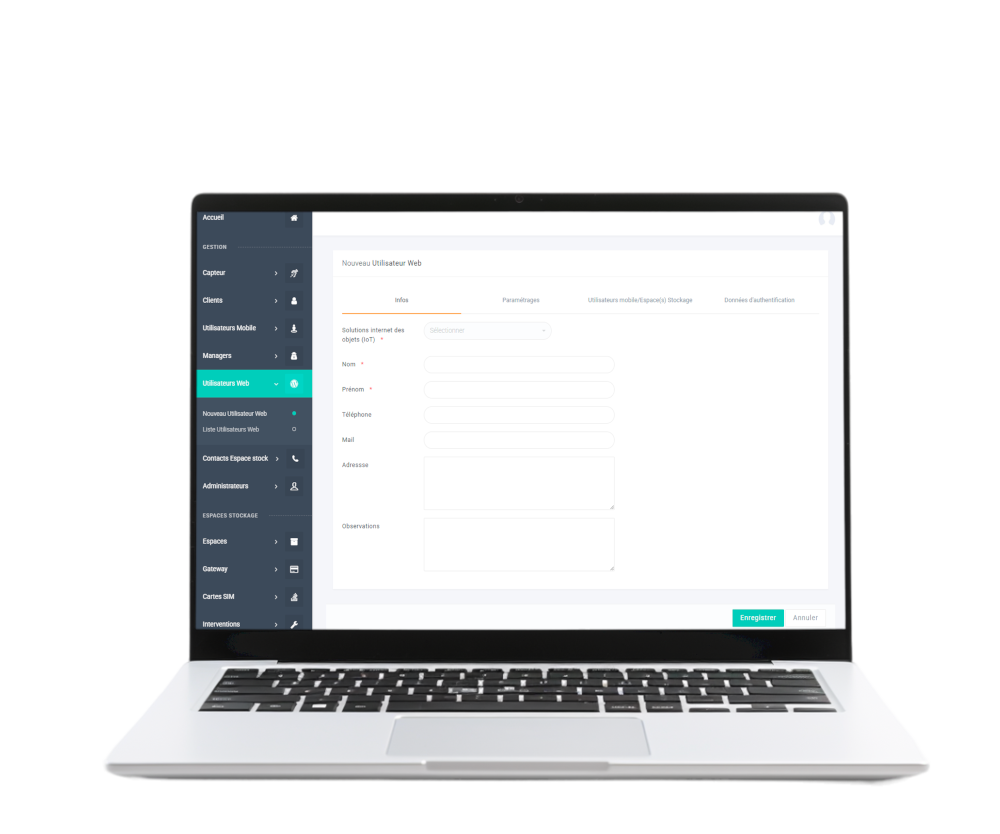 Accueil
GESTION
Capteur
Clients
Utilisateurs Mobile
Managers
Utilisateurs Web
Nouveau Utilisateur Web
Liste Utilisateurs Web
Contacts Espace stock
Administrateurs
ESPACES STOCKAGE
Espaces
Gateway
Cartes SIM
Interventions
Nouveau Utilisateur Web
Infos
Paramétrages
Utilisateurs mobile/Espace(s) Stockage
Données d'authentification
Solutions internet des
objets (IoT) *
Sélectionner
Nom *
Prénom *
Téléphone
Mail
Adressse
Observations
Enregistrer
Annuler